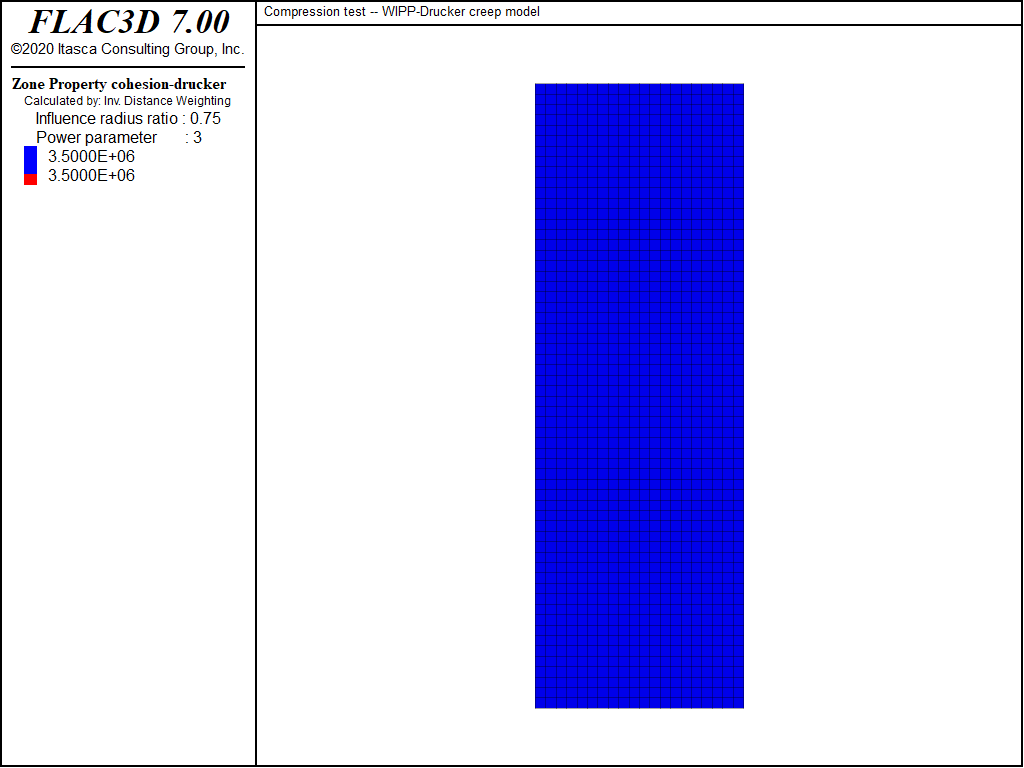 FLAC3D 7.00
©2020 Itasca Consulting Group, Inc.
Zone Property cohesion-drucker
Calculated by: Inv. Distance Weighting
Influence radius ratio : 0.75
Power parameter : 3
3.5000E+06
3.5000E+06
Compression test -- WIPP-Drucker creep model